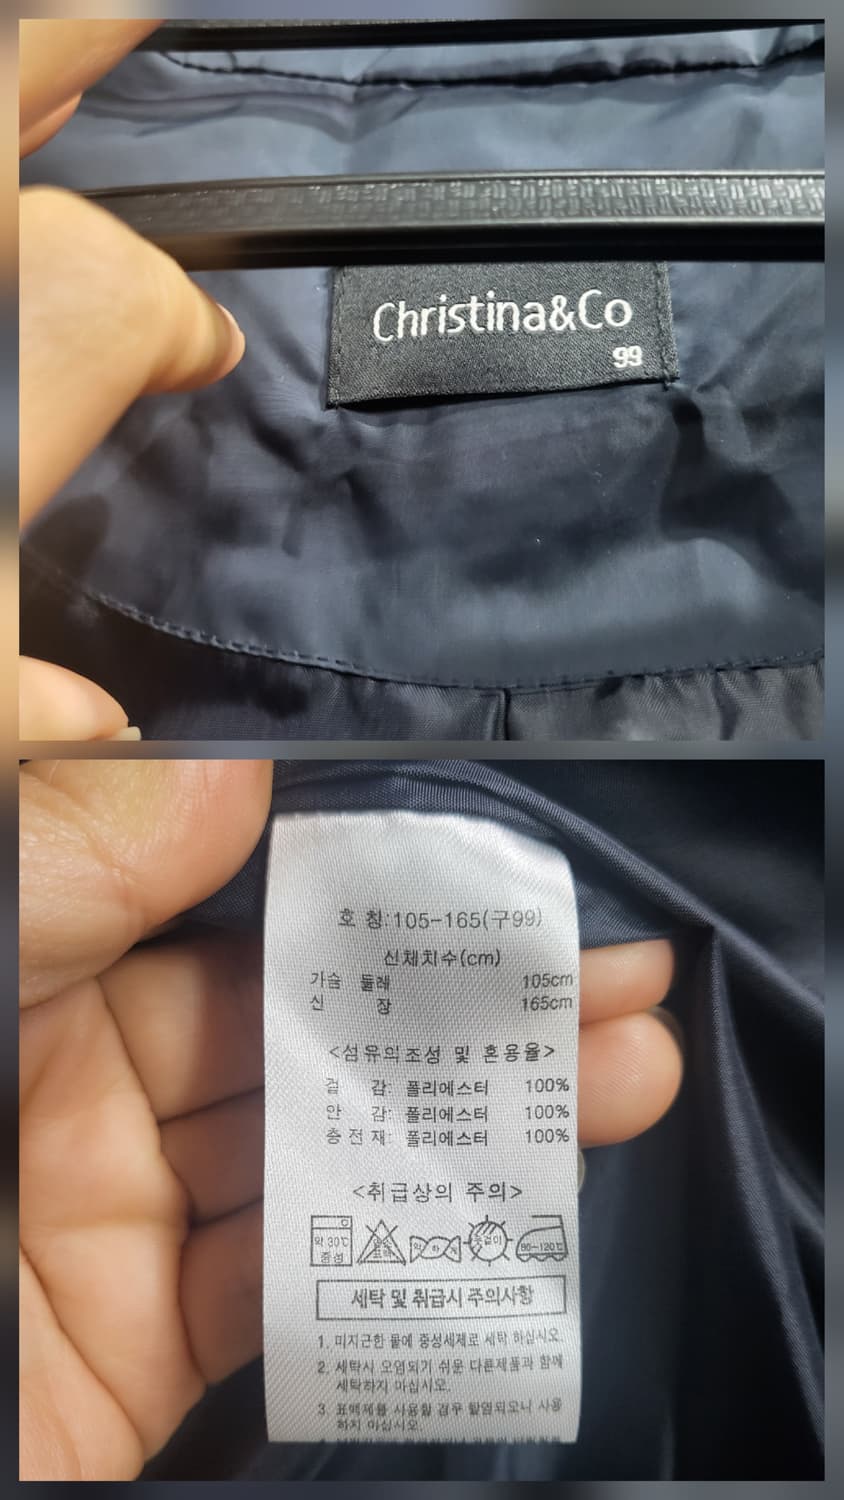 Christina&Co
99
호 칭:105-165(구99)
신체치수(cm)
가슴 둘레 105cm
신 장 165cm
<섬유의조성 및 혼용율>
겉 감: 폴리에스터 100%
안 감: 폴리에스터 100%
충 전 재: 폴리에스터 100%
<취급상의 주의>
약 30℃ 중성 약 하 게 옷걸이 80~120℃
세탁 및 취급시 주의사항
1. 미지근한 물에 중성세제로 세탁 하십시오.
2. 세탁시 오염되기 쉬운 다른제품과 함께
세탁하지 마십시오.
3. 표백제를 사용할 경우 탈염되오니 사용
하지 마십시오.